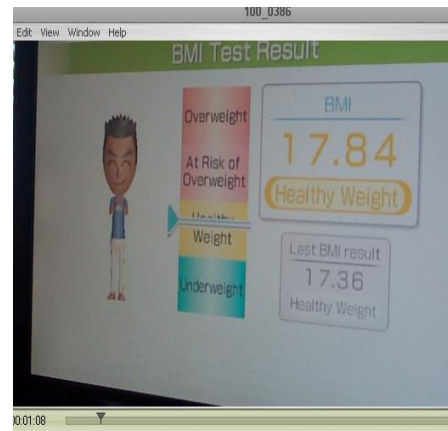 100_0386
Edit View Window Help
BMI Test Result
Overweight
At Risk of
Overweight
Healthy
Weight
Underweight
BMI
17.84
Healthy Weight
Last BMI result
17.36
Healthy Weight
0:01:08